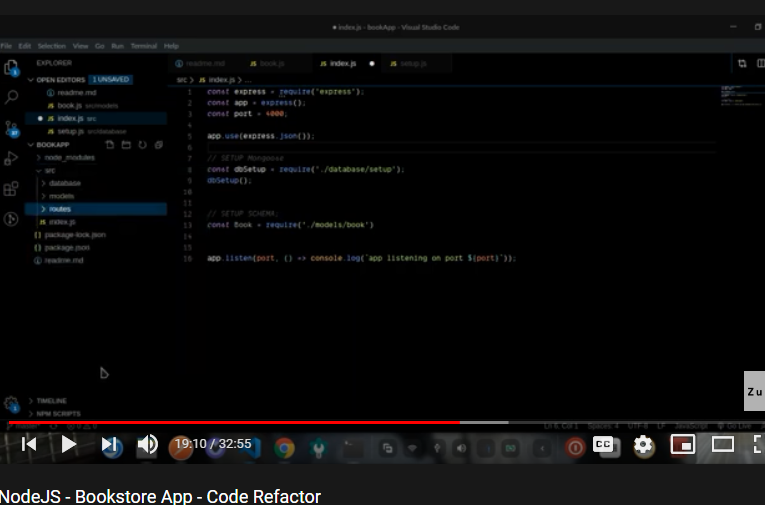 ● index.js - bookApp - Visual Studio Code
File Edit Selection View Go Run Terminal Help
EXPLORER
readme.md JS book.js JS index.js ● JS setup.js
OPEN EDITORS 1 UNSAVED
src > JS index.js > ...
readme.md
JS book.js src/models
● JS index.js src
JS setup.js src/database
BOOKAPP
node_modules
src
database
models
routes
JS index.js
{} package-lock.json
{} package.json
readme.md
1 const express = require('express');
2 const app = express();
3 const port = 4000;
4
5 app.use(express.json());
6
7 // SETUP Mongoose
8 const dbSetup = require('./database/setup');
9 dbSetup();
10
11
12 // SETUP SCHEMA:
13 const Book = require('./models/book')
14
15
16 app.listen(port, () => console.log(`app listening on port ${port}`));
TIMELINE
NPM SCRIPTS
Ln 6, Col 1 Spaces: 4 UTF-8 LF JavaScript Go Live
Zu
19:10 / 32:55
CC
NodeJS - Bookstore App - Code Refactor